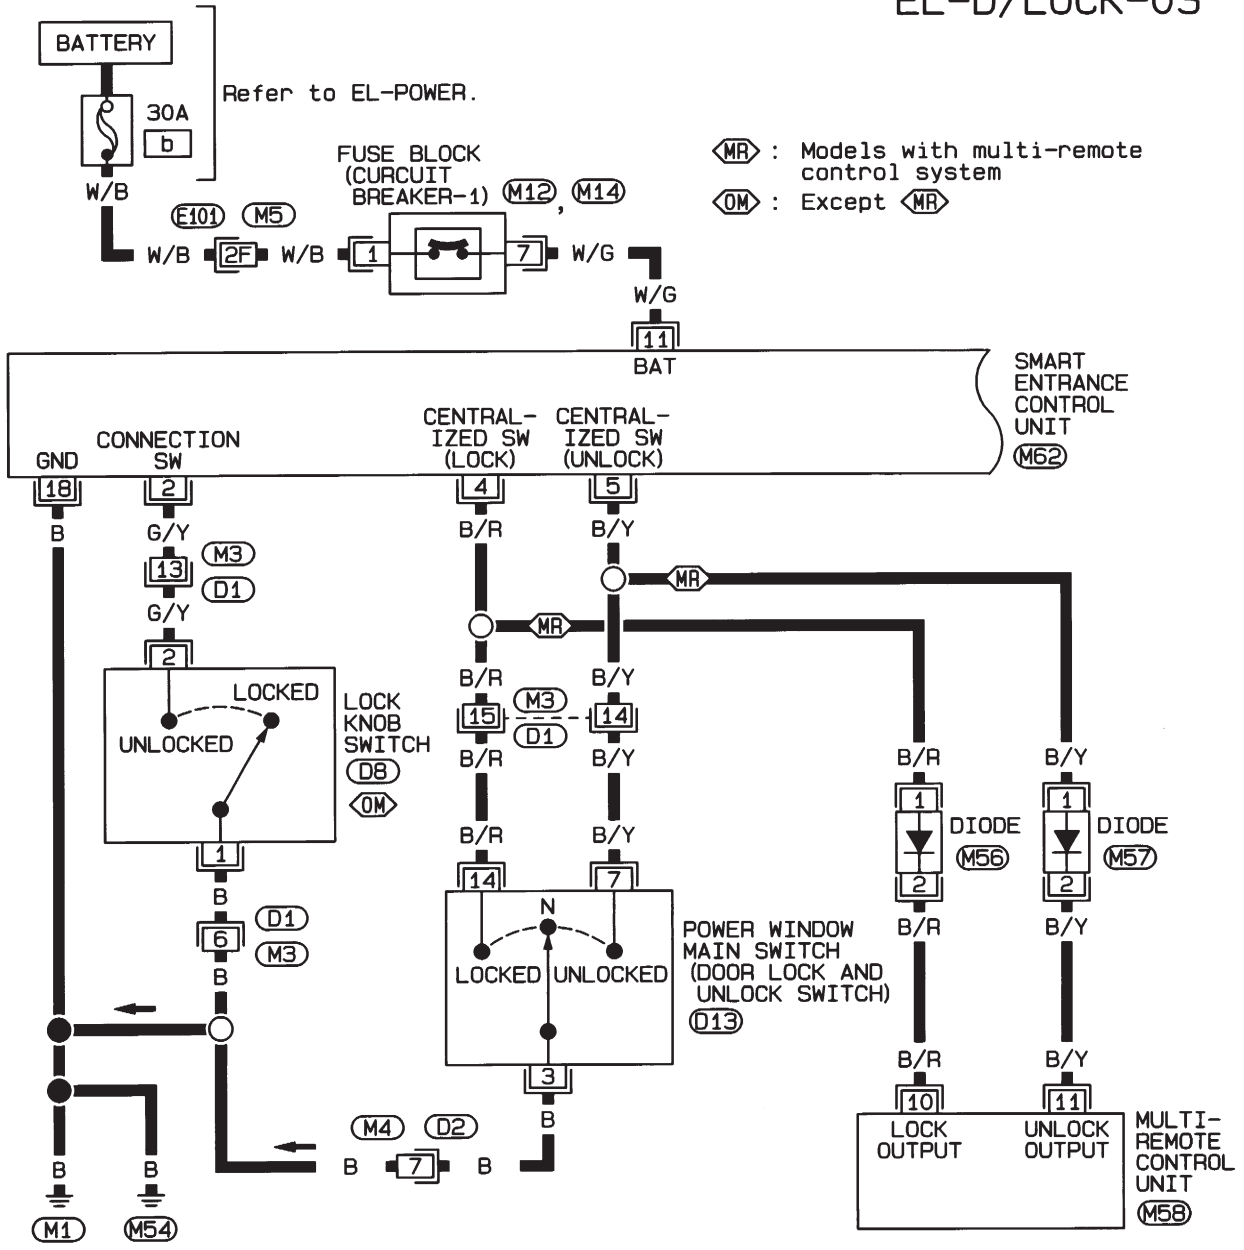 EL-D/LOCK-03
BATTERY
Refer to EL-POWER.
30A
b
W/B
FUSE BLOCK
(CURCUIT
BREAKER-1)
M12 , M14
MR : Models with multi-remote
control system
OM : Except MR
E101 M5
W/B 2F W/B 1 7 W/G
W/G
11
BAT
SMART
ENTRANCE
CONTROL
UNIT
M62
GND
CONNECTION
SW
CENTRAL-
IZED SW
(LOCK)
CENTRAL-
IZED SW
(UNLOCK)
18 2 4 5
B G/Y B/R B/Y
13
M3
D1
G/Y
2
MR
MR
LOCKED
UNLOCKED
LOCK
KNOB
SWITCH
D8
OM
1
B
6
D1
M3
B
B/R B/Y
15 14
M3
D1
B/R B/Y
B/R B/Y
14 7
N
LOCKED UNLOCKED
POWER WINDOW
MAIN SWITCH
(DOOR LOCK AND
UNLOCK SWITCH)
D13
3
B
B/R B/Y
1 1
DIODE
M56
DIODE
M57
2 2
B/R B/Y
B/R B/Y
10 11
LOCK
OUTPUT
UNLOCK
OUTPUT
MULTI-
REMOTE
CONTROL
UNIT
M58
M4 D2
B 7 B
B B
M1 M54